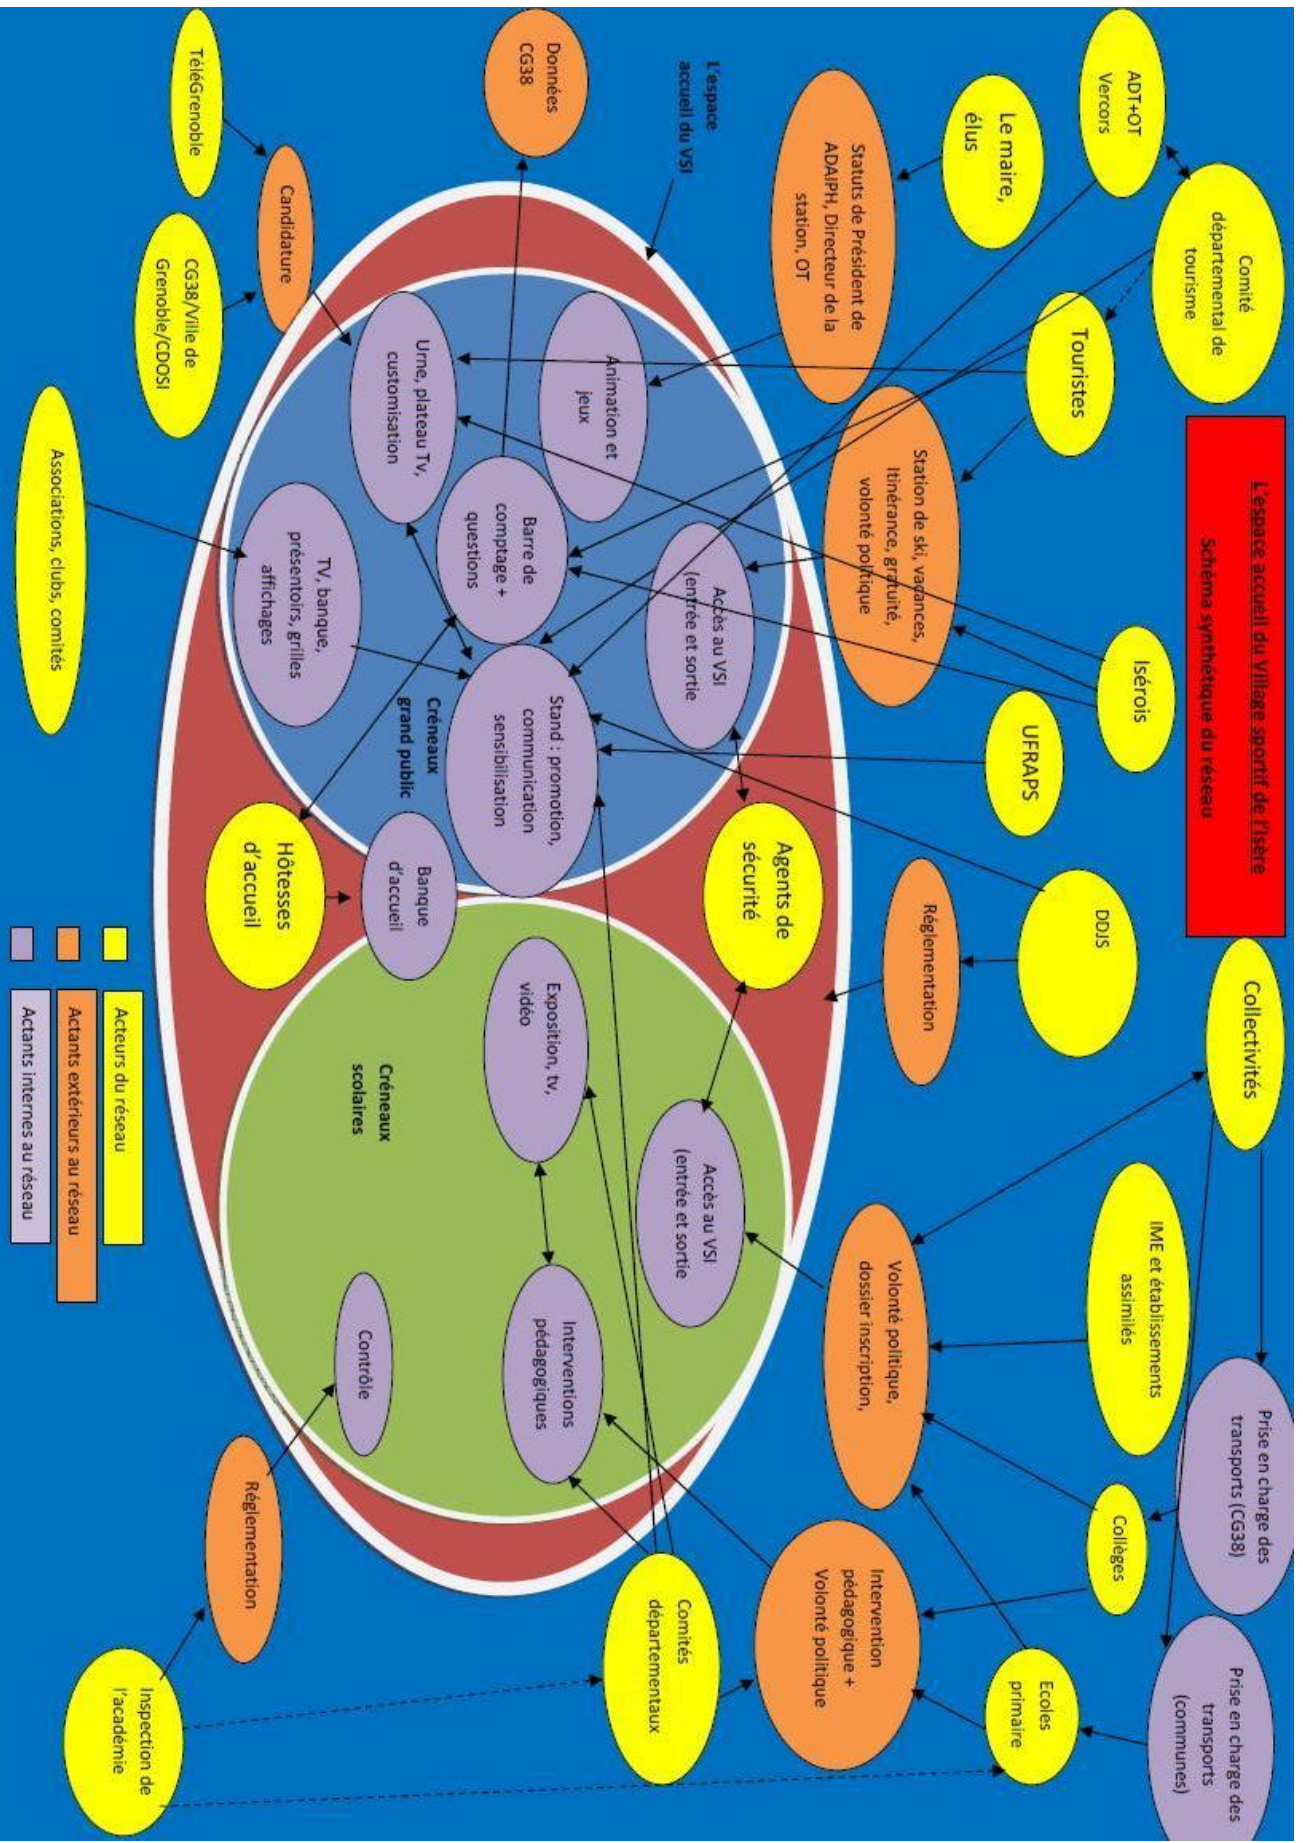 L'espace accueil du Village sportif de l'Isère
Schéma synthétique du réseau
ADT+OT
Vercors
Comité
départemental de
tourisme
Le maire,
élus
Touristes
Isérois
UFRAPS
DDJS
Collectivités
IME et établissements
assimilés
Prise en charge des
transports (CG38)
Collèges
Prise en charge des
transports
(communes)
Ecoles
primaire
Statuts de Président de
ADAIPH, Directeur de la
station, OT
Station de ski, vacances,
Itinérance, gratuité,
volonté politique
Réglementation
Volonté politique,
dossier inscription,
Intervention
pédagogique +
Volonté politique
L'espace
accueil du VSI
Données
CG38
Animation et
jeux
Accès au VSI
(entrée et sortie)
Agents de
sécurité
Accès au VSI
(entrée et sortie)
Comités
départementaux
Barre de
comptage +
questions
Stand : promotion,
communication
sensibilisation
Exposition, tv,
vidéo
Interventions
pédagogiques
Urne, plateau Tv,
customisation
Créneaux
grand public
Banque
d'accueil
Créneaux
scolaires
Contrôle
TéléGrenoble
Candidature
CG38/Ville de
Grenoble/CDOSI
TV, banque,
présentoirs, grilles
affichages
Hôtesses
d'accueil
Réglementation
Associations, clubs, comités
Inspection de
l'académie
Acteurs du réseau
Actants extérieurs au réseau
Actants internes au réseau